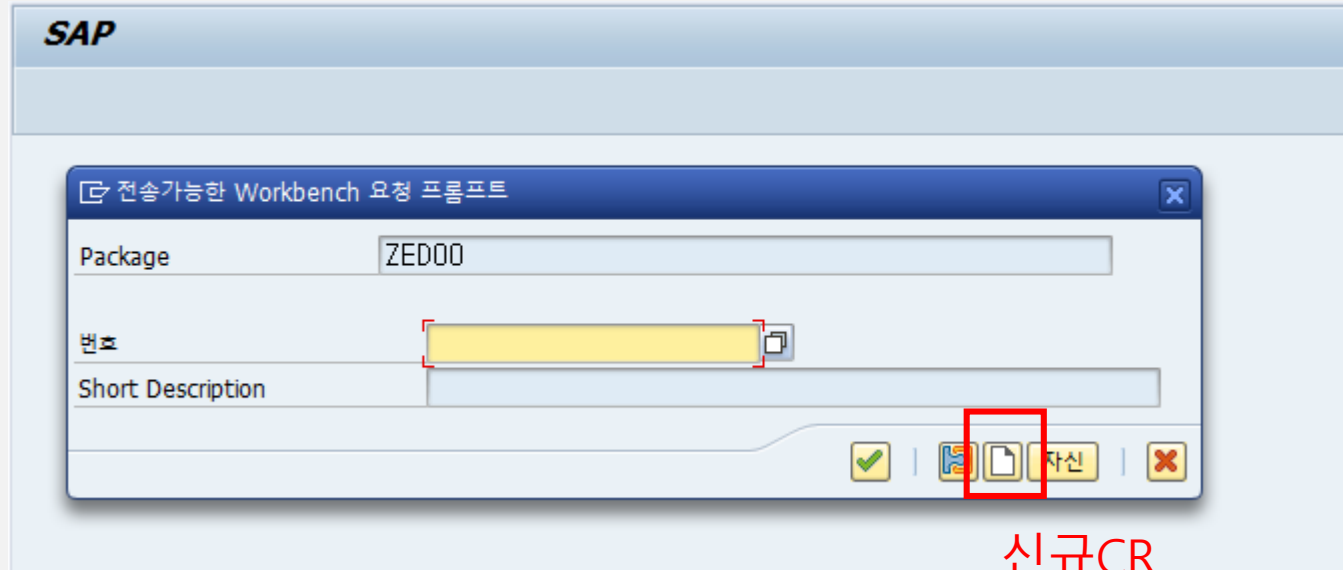 SAP
전송가능한 Workbench 요청 프롬프트
Package ZED00
번호
Short Description
자신
신규CR